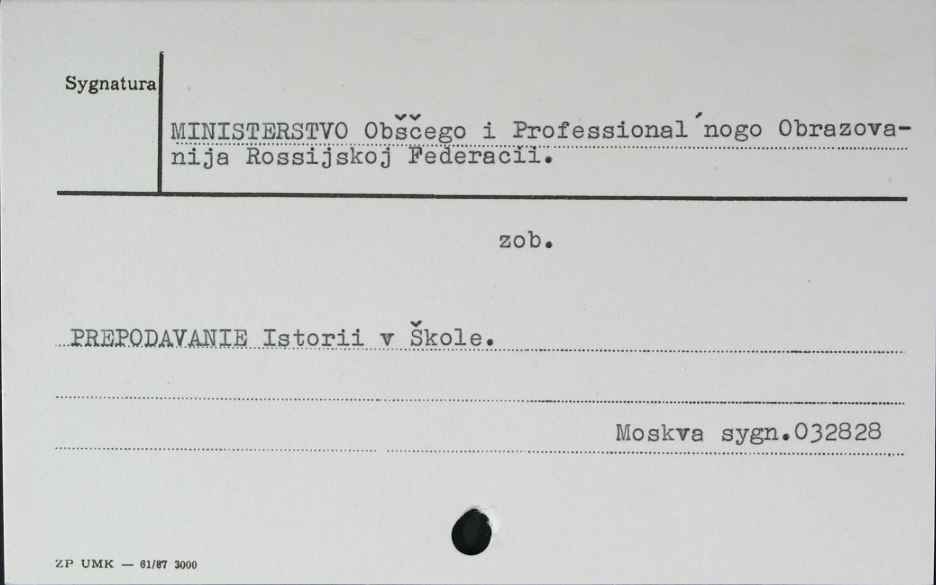 Sygnatura
MINISTERSTVO Obščego i Professional´nogo Obrazova-
nija Rossijskoj Federacii.
zob.
PREPODAVANIE Istorii v Škole.
Moskva sygn.032828
ZP UMK — 61/87 3000